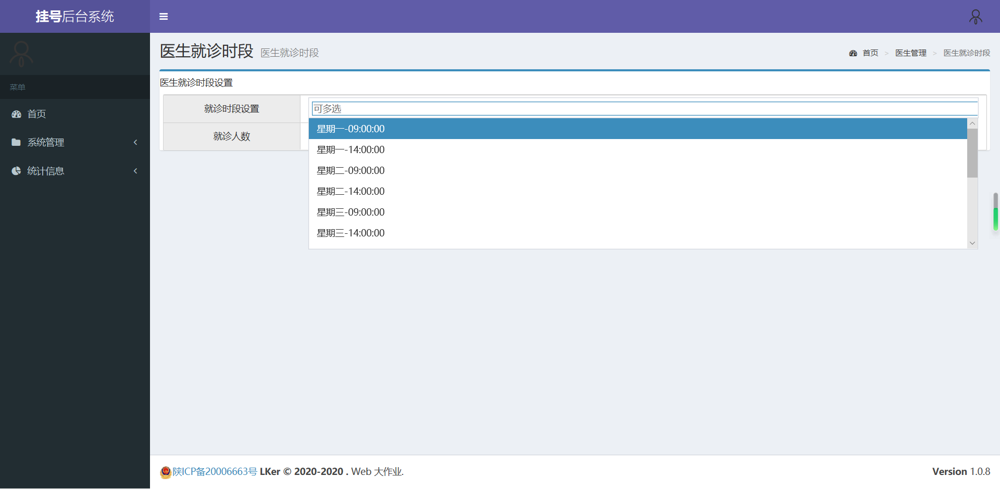 挂号后台系统
菜单
首页
系统管理
统计信息
医生就诊时段 医生就诊时段
首页 > 医生管理 > 医生就诊时段
医生就诊时段设置
就诊时段设置
可多选
星期一-09:00:00
星期一-14:00:00
星期二-09:00:00
星期二-14:00:00
星期三-09:00:00
星期三-14:00:00
就诊人数
陕ICP备20006663号 LKer © 2020-2020 . Web 大作业.
Version 1.0.8